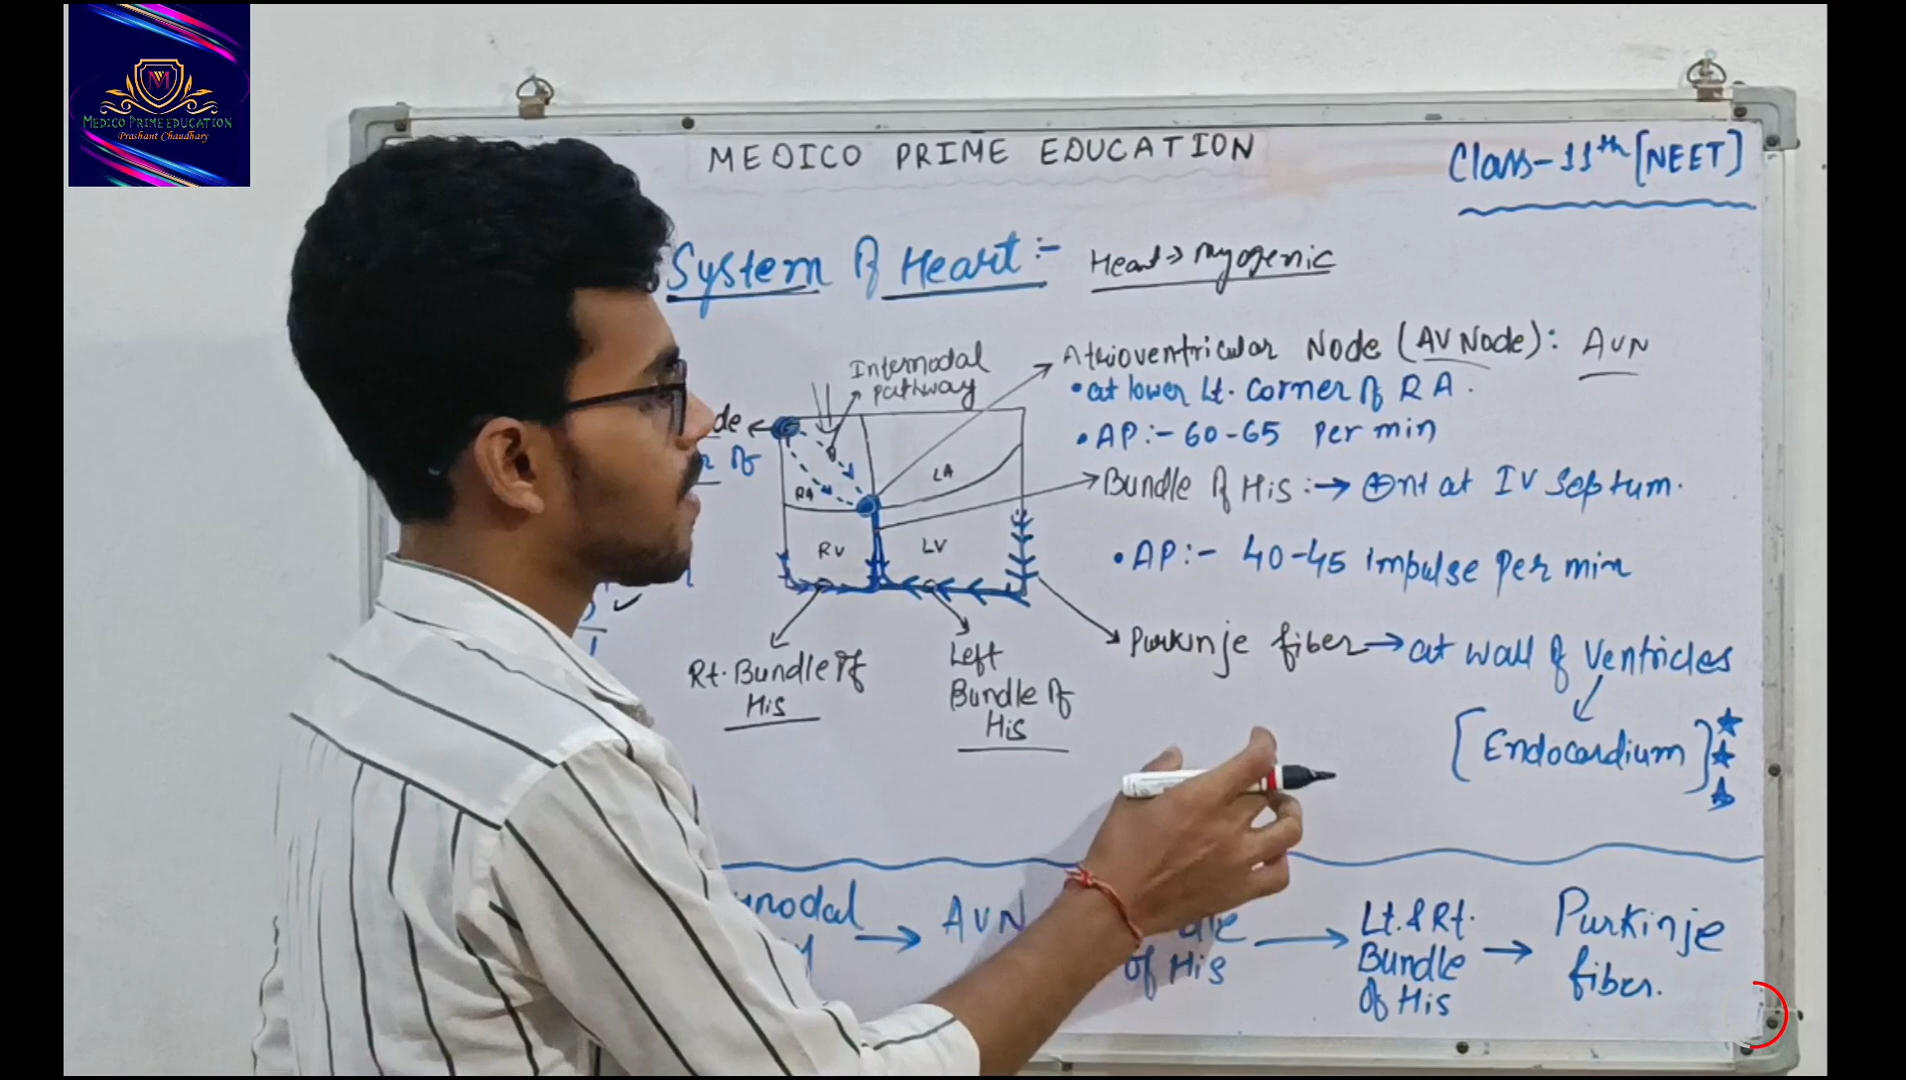 MEDICO PRIME EDUCATION
Prashant Chaudhary
MEDICO PRIME EDUCATION
Class-11th [NEET]
System of Heart :-
Heart → myogenic
Internodal
pathway
Atrioventricular Node (AV Node): AVN
• at lower Lt. corner of RA.
• AP:- 60-65 per min
de
of
RA
LA
RV
LV
Bundle of His :→ ⊕nt at IV septum.
• AP:- 40-45 impulse per min
Purkinje fiber → at wall of Ventricles
[Endocardium]
Rt. Bundle of
His
Left
Bundle of
His
nodal → AVN
of His → Lt. & Rt.
Bundle
of His → Purkinje
fiber.